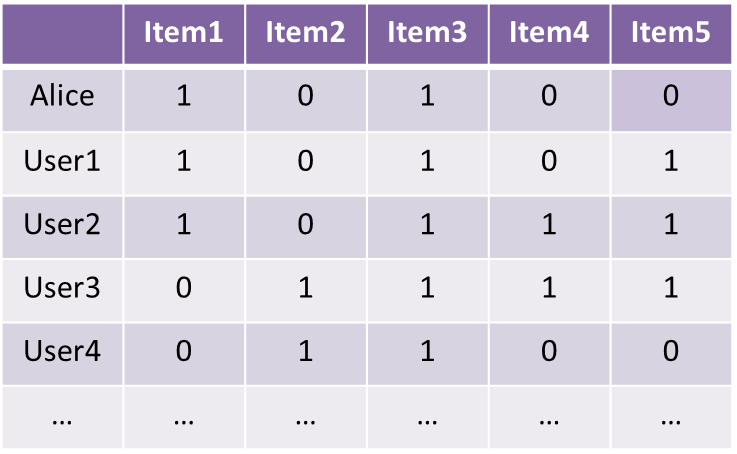 Item1 Item2 Item3 Item4 Item5
Alice 1 0 1 0 0
User1 1 0 1 0 1
User2 1 0 1 1 1
User3 0 1 1 1 1
User4 0 1 1 0 0
... ... ... ... ... ...